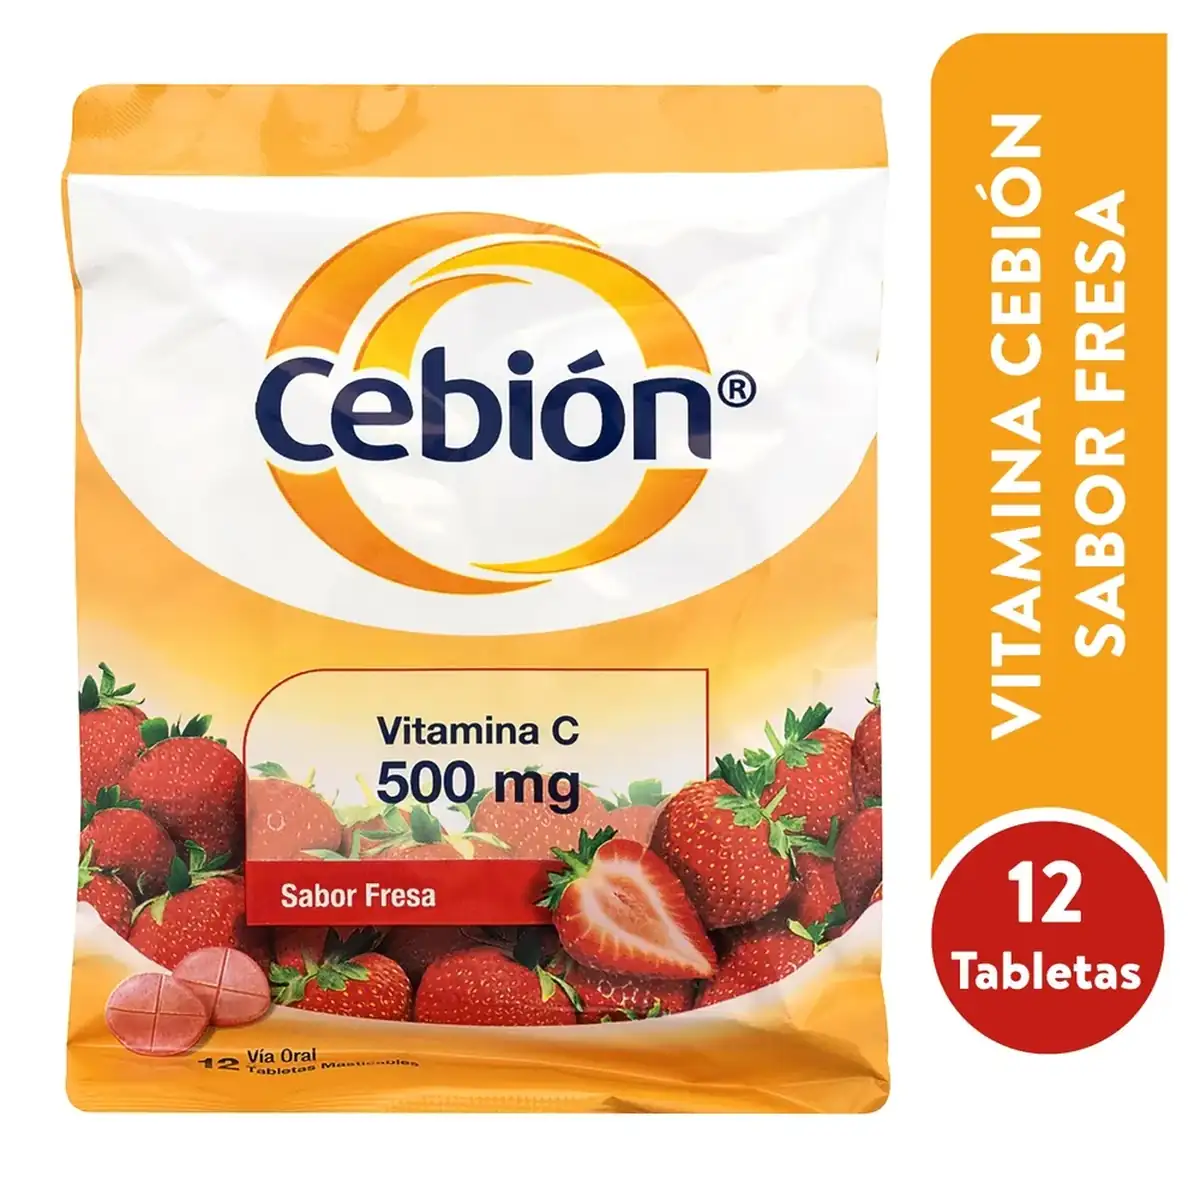 Cebión®
Vitamina C
500 mg
Sabor Fresa
Vía Oral
12 Tabletas Masticables
VITAMINA CEBIÓN
SABOR FRESA
12
Tabletas